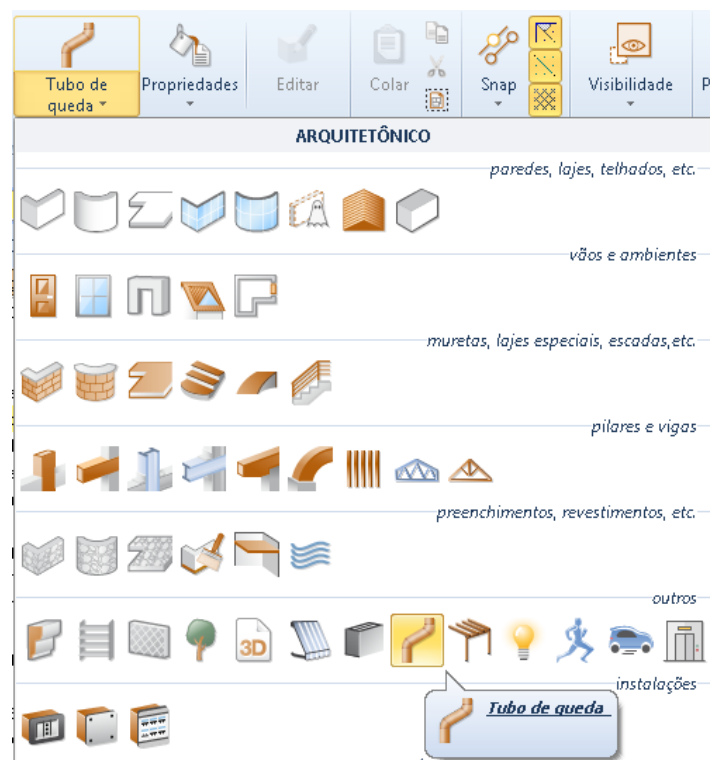 Tubo de
queda
Propriedades
Editar
Colar
Snap
Visibilidade
P
ARQUITETÔNICO
paredes, lajes, telhados, etc.
vãos e ambientes
muretas, lajes especiais, escadas,etc.
pilares e vigas
preenchimentos, revestimentos, etc.
3D
outros
instalações
Tubo de queda